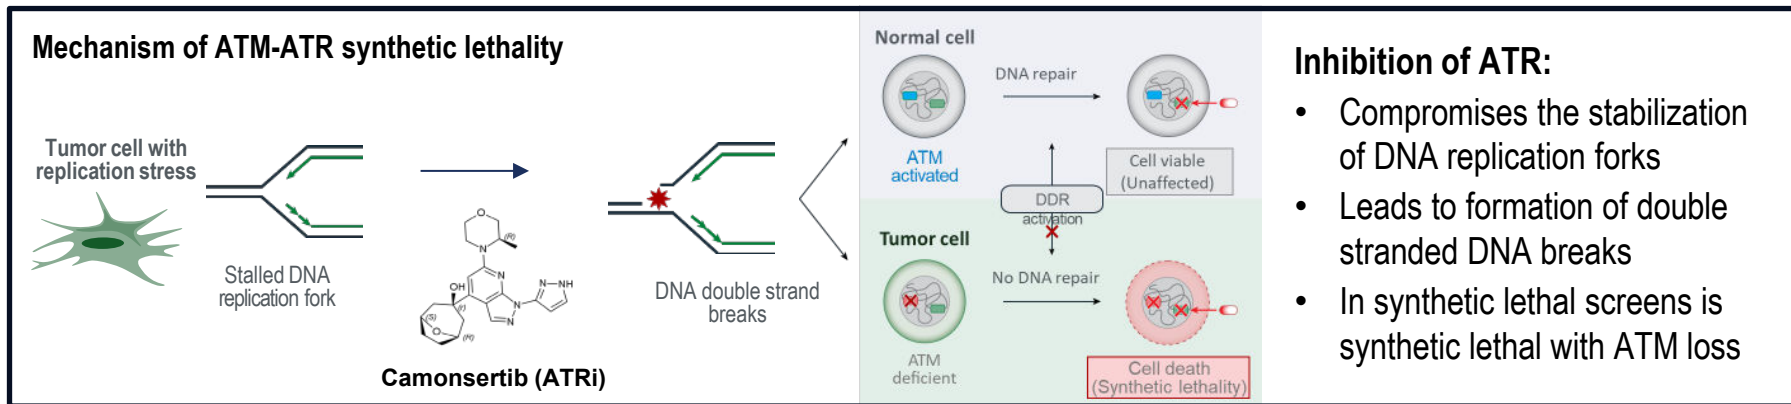 Mechanism of ATM-ATR synthetic lethality
Tumor cell with
replication stress
Stalled DNA
replication fork
O
(R)
N
OH
N
N
N
N
NH
(S)
(r)
O
(R)
Camonsertib (ATRi)
DNA double strand
breaks
Normal cell
DNA repair
ATM
activated
Cell viable
(Unaffected)
DDR
activation
Tumor cell
No DNA repair
ATM
deficient
Cell death
(Synthetic lethality)
Inhibition of ATR:
• Compromises the stabilization
of DNA replication forks
• Leads to formation of double
stranded DNA breaks
• In synthetic lethal screens is
synthetic lethal with ATM loss